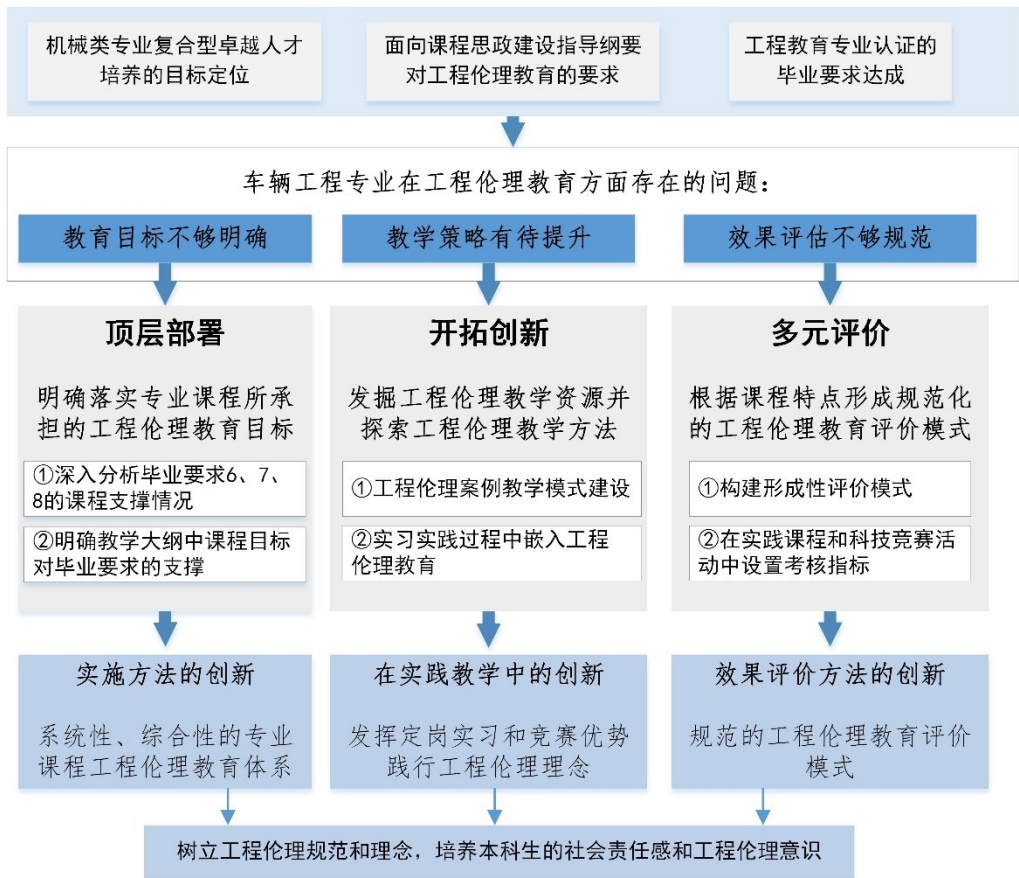 机械类专业复合型卓越人才
培养的目标定位
面向课程思政建设指导纲要
对工程伦理教育的要求
工程教育专业认证的
毕业要求达成
车辆工程专业在工程伦理教育方面存在的问题：
教育目标不够明确
教学策略有待提升
效果评估不够规范
顶层部署
明确落实专业课程所承
担的工程伦理教育目标
①深入分析毕业要求6、7、
8的课程支撑情况
②明确教学大纲中课程目标
对毕业要求的支撑
开拓创新
发掘工程伦理教学资源并
探索工程伦理教学方法
①工程伦理案例教学模式建设
②实习实践过程中嵌入工程
伦理教育
多元评价
根据课程特点形成规范化
的工程伦理教育评价模式
①构建形成性评价模式
②在实践课程和科技竞赛活
动中设置考核指标
实施方法的创新
系统性、综合性的专业
课程工程伦理教育体系
在实践教学中的创新
发挥定岗实习和竞赛优势
践行工程伦理理念
效果评价方法的创新
规范的工程伦理教育评价
模式
树立工程伦理规范和理念，培养本科生的社会责任感和工程伦理意识